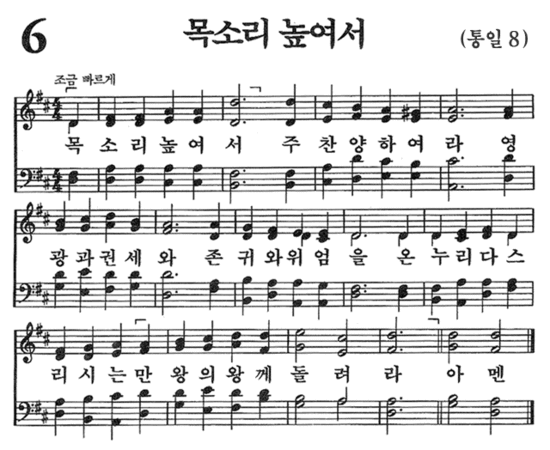 6 목소리 높여서 (통일 8)
조금 빠르게
목 소 리 높 여 서 주 찬 양 하 여 라 영
광 과 권 세 와 존 귀 와 위 엄 을 온 누 리 다 스
리 시 는 만 왕 의 왕 께 돌 려 라 아 멘